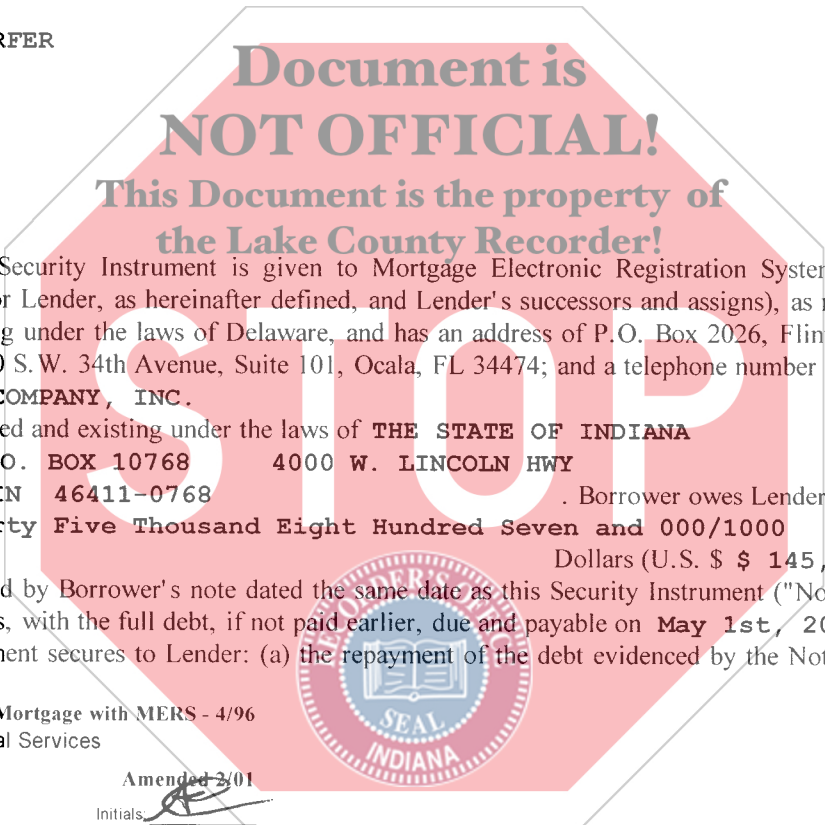 RFER
Document is
NOT OFFICIAL!
This Document is the property of
the Lake County Recorder!
Security Instrument is given to Mortgage Electronic Registration System
or Lender, as hereinafter defined, and Lender's successors and assigns), as
g under the laws of Delaware, and has an address of P.O. Box 2026, Flin
S.W. 34th Avenue, Suite 101, Ocala, FL 34474; and a telephone number
COMPANY, INC.
ed and existing under the laws of THE STATE OF INDIANA
O. BOX 10768 4000 W. LINCOLN HWY
IN 46411-0768 . Borrower owes Lender
rty Five Thousand Eight Hundred Seven and 000/1000
Dollars (U.S. $ $ 145,
d by Borrower's note dated the same date as this Security Instrument ("No
s, with the full debt, if not paid earlier, due and payable on May 1st, 20
ment secures to Lender: (a) the repayment of the debt evidenced by the Not
Mortgage with MERS - 4/96
al Services
Amended 2/01
Initials:
STOP
RECORDER'S OFFICE
SEAL
INDIANA